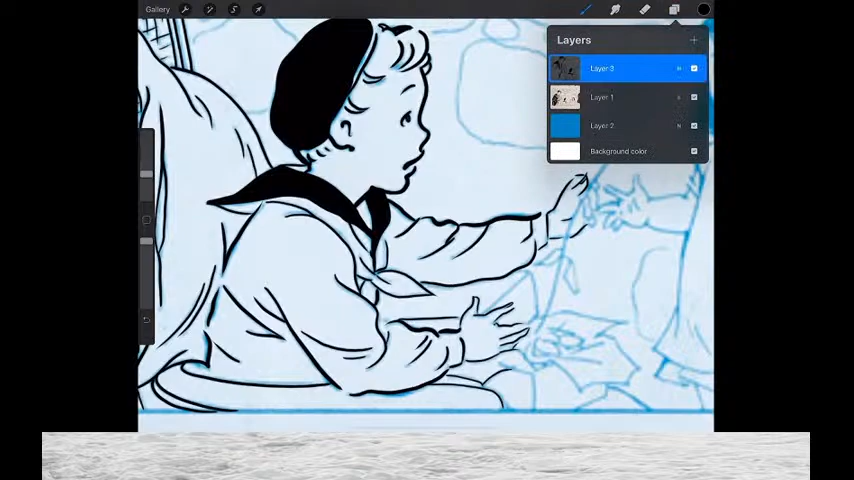 Gallery
Layers
Layer 3
N
Layer 1
Layer 2
N
Background color